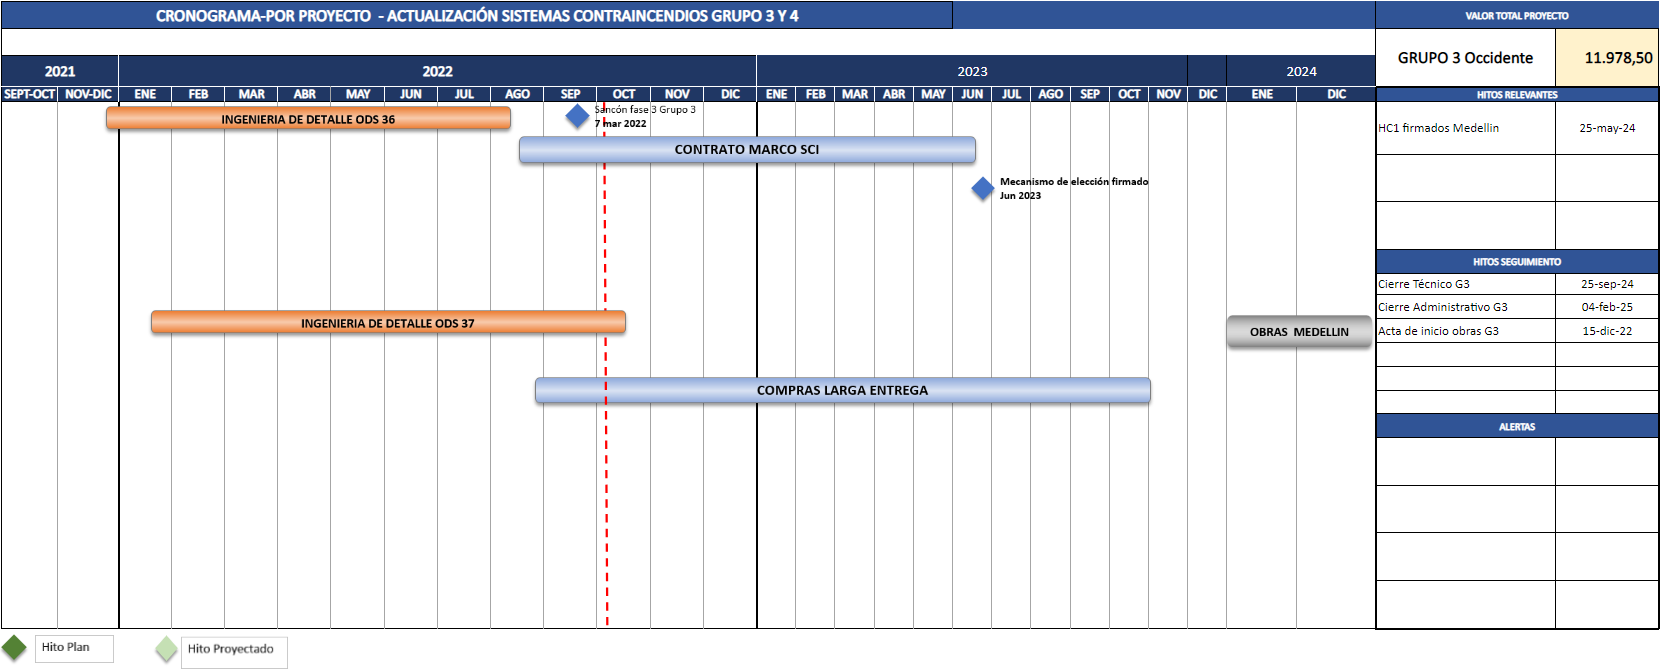 CRONOGRAMA-POR PROYECTO - ACTUALIZACIÓN SISTEMAS CONTRAINCENDIOS GRUPO 3 Y 4
VALOR TOTAL PROYECTO
GRUPO 3 Occidente 11.978,50
2021 2022 2023 2024
SEPT-OCT NOV-DIC ENE FEB MAR ABR MAY JUN JUL AGO SEP OCT NOV DIC ENE FEB MAR ABR MAY JUN JUL AGO SEP OCT NOV DIC ENE DIC
INGENIERIA DE DETALLE ODS 36
Sancón fase 3 Grupo 3
7 mar 2022
CONTRATO MARCO SCI
Mecanismo de elección firmado
Jun 2023
INGENIERIA DE DETALLE ODS 37
OBRAS MEDELLIN
COMPRAS LARGA ENTREGA
HITOS RELEVANTES
HC1 firmados Medellin 25-may-24
HITOS SEGUIMIENTO
Cierre Técnico G3 25-sep-24
Cierre Administrativo G3 04-feb-25
Acta de inicio obras G3 15-dic-22
ALERTAS
Hito Plan
Hito Proyectado